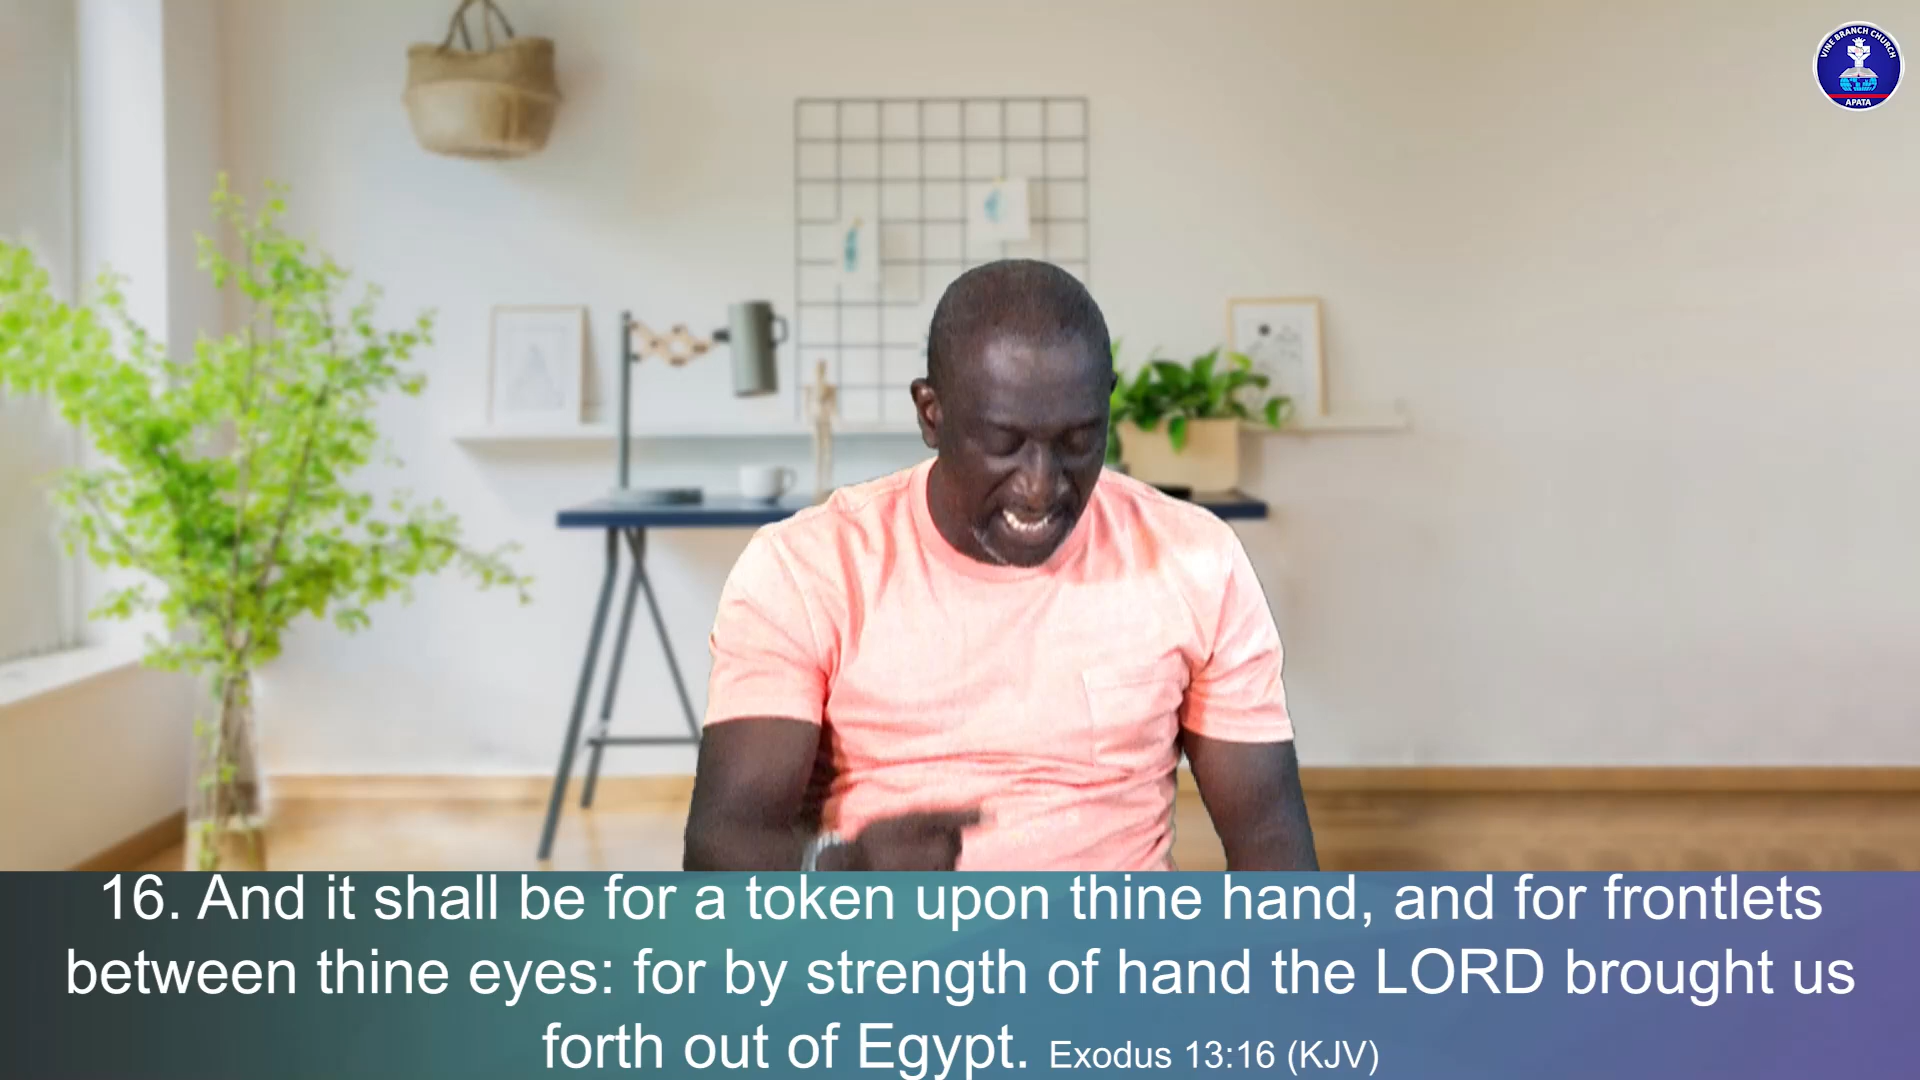 VINE BRANCH CHURCH
APATA
16. And it shall be for a token upon thine hand, and for frontlets
between thine eyes: for by strength of hand the LORD brought us
forth out of Egypt. Exodus 13:16 (KJV)